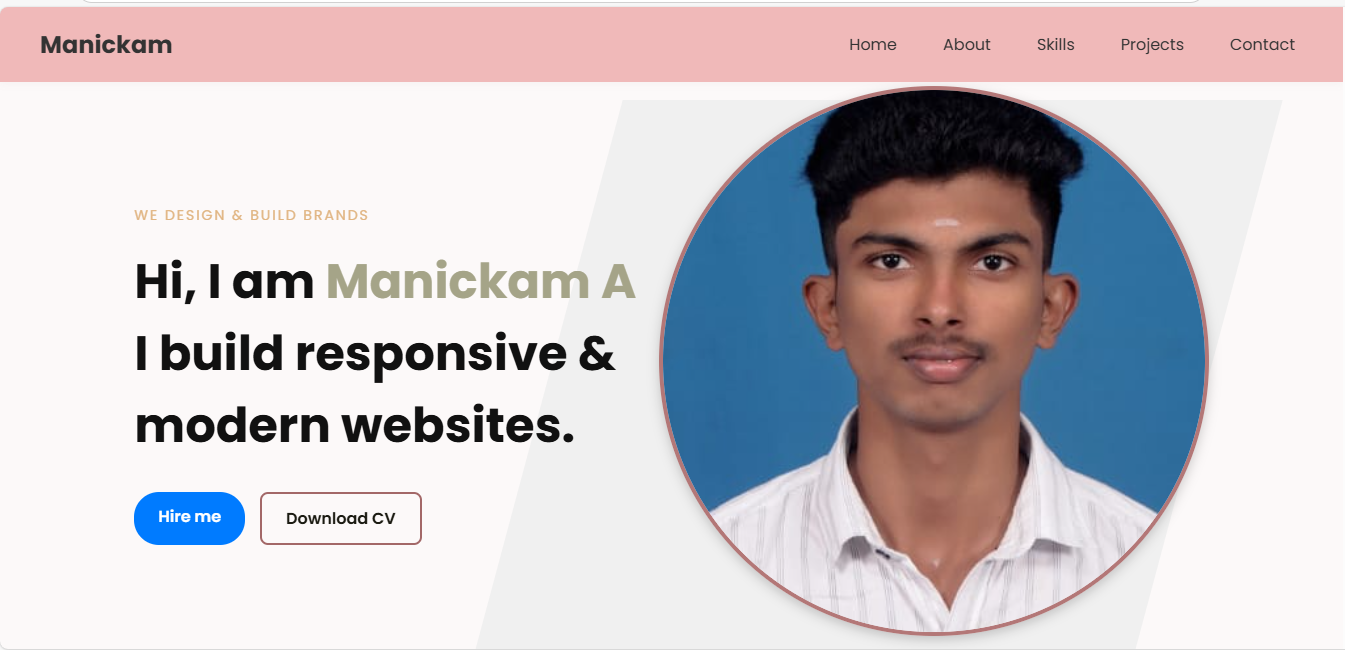 Manickam
Home About Skills Projects Contact
WE DESIGN & BUILD BRANDS
Hi, I am Manickam A
I build responsive &
modern websites.
Hire me Download CV